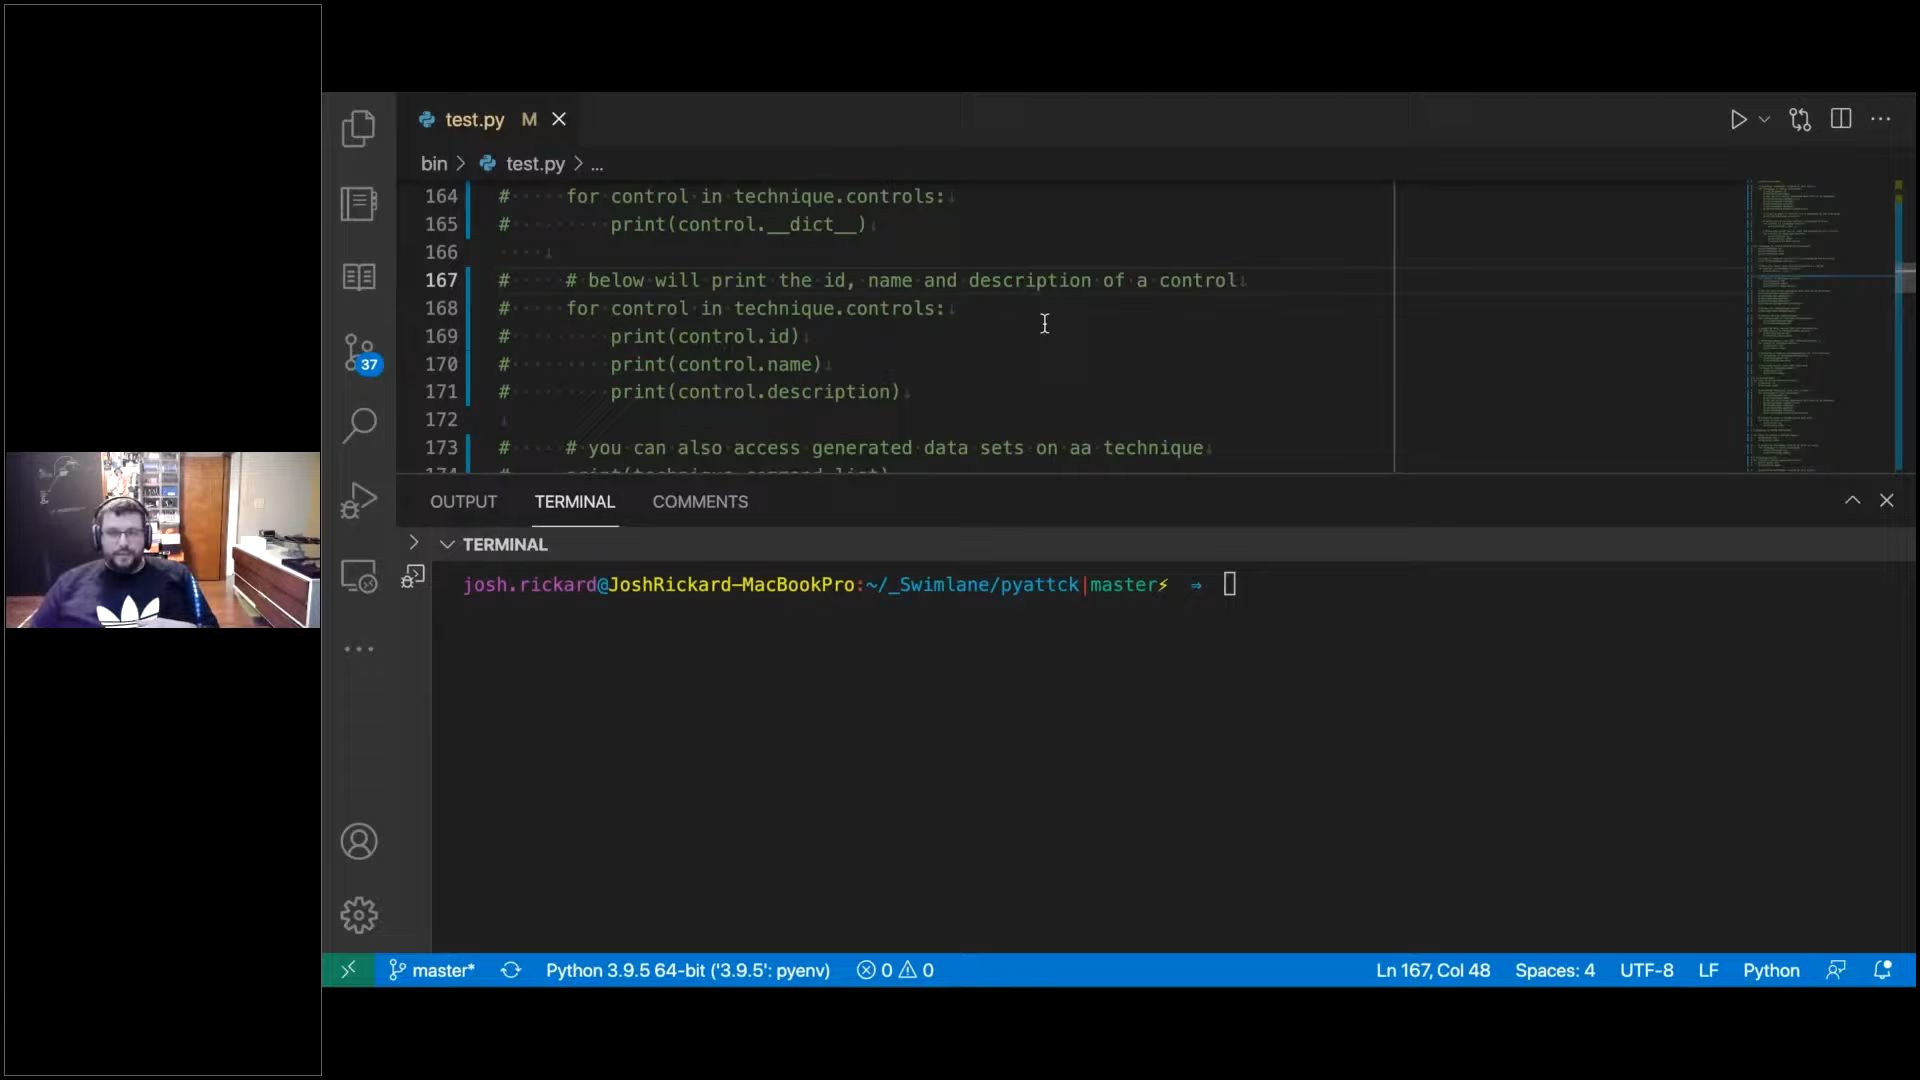 test.py M
bin > test.py > ...
164 # for control in technique.controls:
165 # print(control.__dict__)
166
167 # # below will print the id, name and description of a control
168 # for control in technique.controls:
169 # print(control.id)
170 # print(control.name)
171 # print(control.description)
172
173 # # you can also access generated data sets on aa technique
174 # print(technique.command_list)
37
OUTPUT TERMINAL COMMENTS
TERMINAL
josh.rickard@JoshRickard-MacBookPro:~/_Swimlane/pyattck|master⚡ ⇒
master* Python 3.9.5 64-bit ('3.9.5': pyenv) 0 0 Ln 167, Col 48 Spaces: 4 UTF-8 LF Python